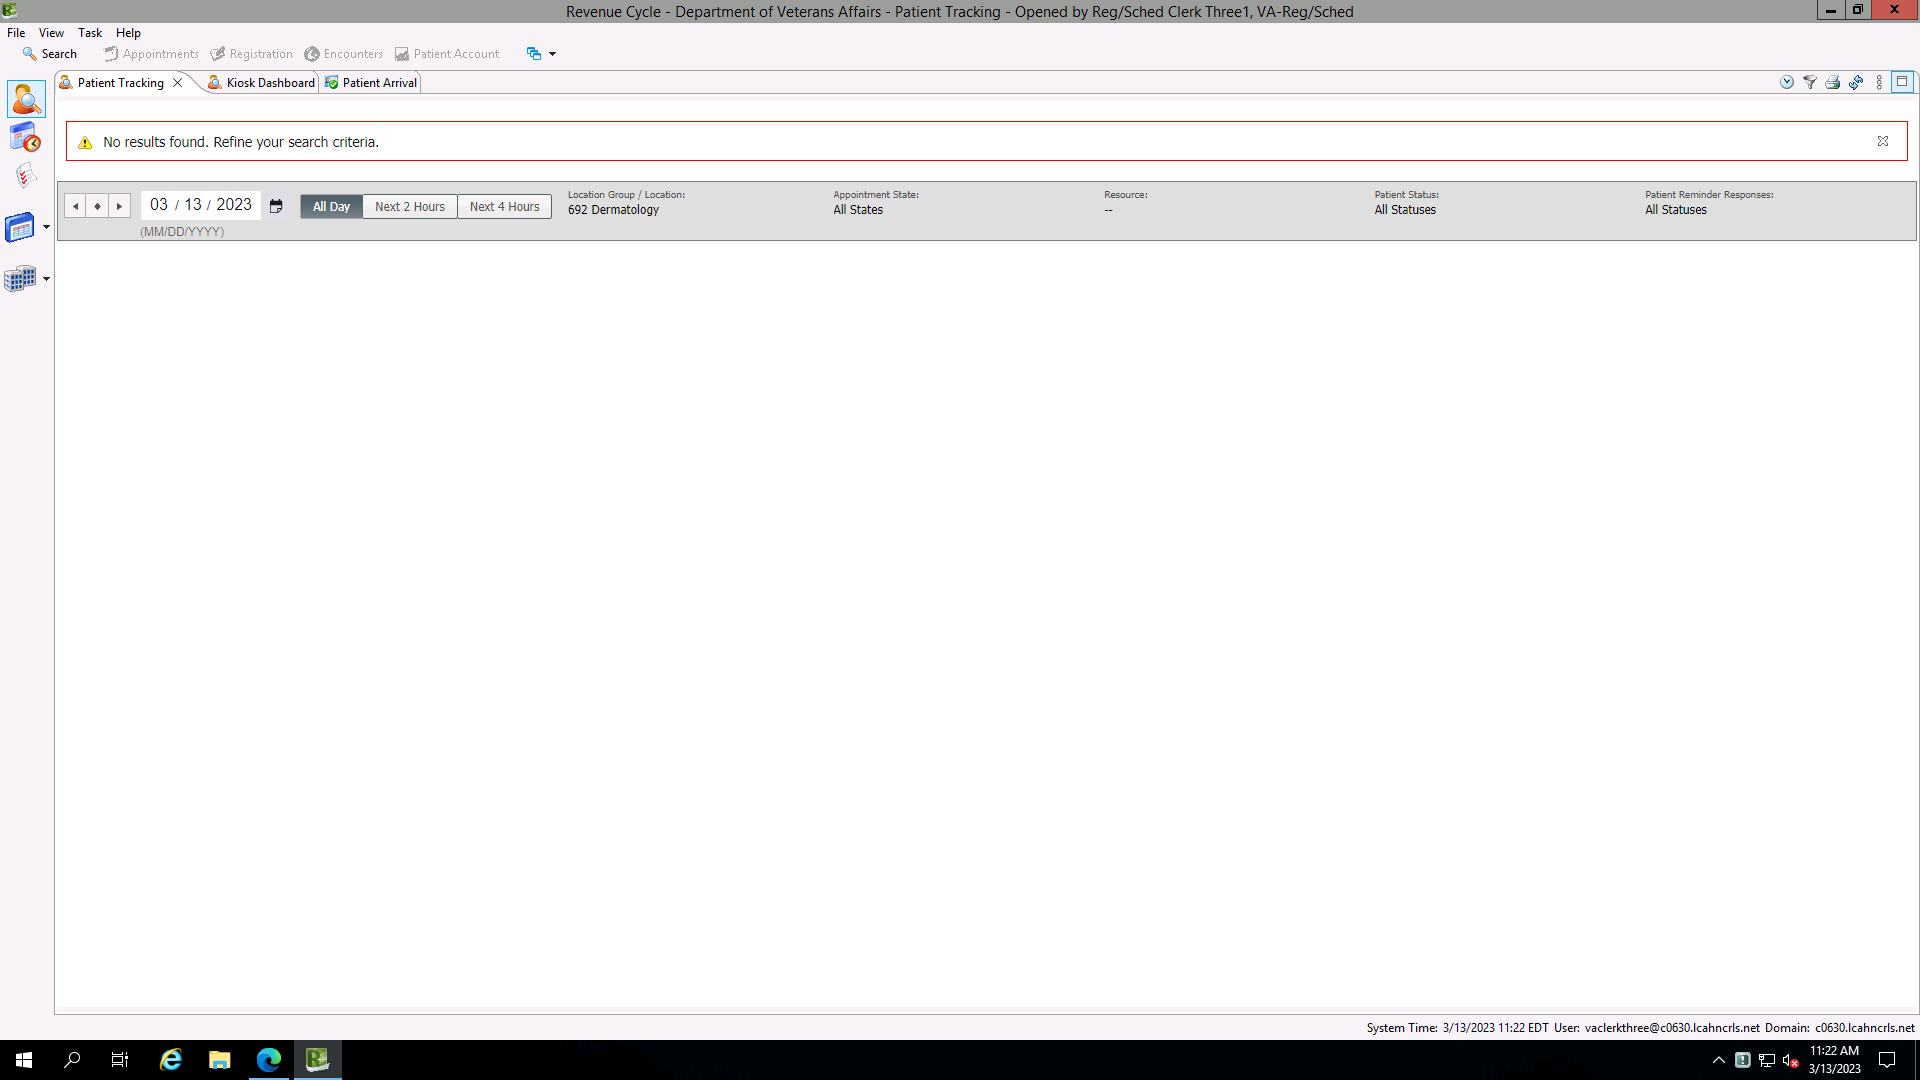 Revenue Cycle - Department of Veterans Affairs - Patient Tracking - Opened by Reg/Sched Clerk Three1, VA-Reg/Sched
File View Task Help
Search Appointments Registration Encounters Patient Account
Patient Tracking Kiosk Dashboard Patient Arrival
No results found. Refine your search criteria.
03 / 13 / 2023
(MM/DD/YYYY)
All Day Next 2 Hours Next 4 Hours
Location Group / Location:
692 Dermatology
Appointment State:
All States
Resource:
--
Patient Status:
All Statuses
Patient Reminder Responses:
All Statuses
System Time: 3/13/2023 11:22 EDT User: vaclerkthree@c0630.lcahncrls.net Domain: c0630.lcahncrls.net
11:22 AM
3/13/2023